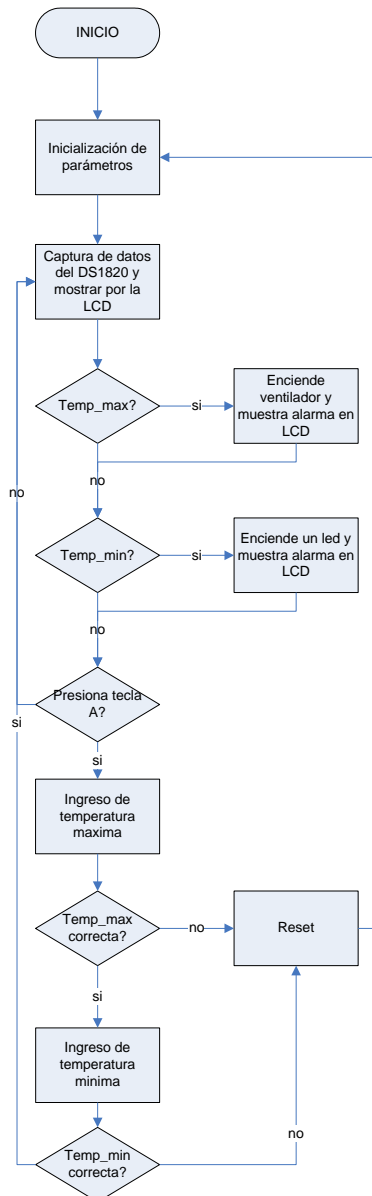 INICIO
Inicialización de
parámetros
Captura de datos
del DS1820 y
mostrar por la
LCD
Temp_max?
si
Enciende
ventilador y
muestra alarma en
LCD
no
no
Temp_min?
si
Enciende un led y
muestra alarma en
LCD
no
Presiona tecla
A?
si
si
Ingreso de
temperatura
maxima
Temp_max
correcta?
no
Reset
si
Ingreso de
temperatura
minima
no
Temp_min
correcta?